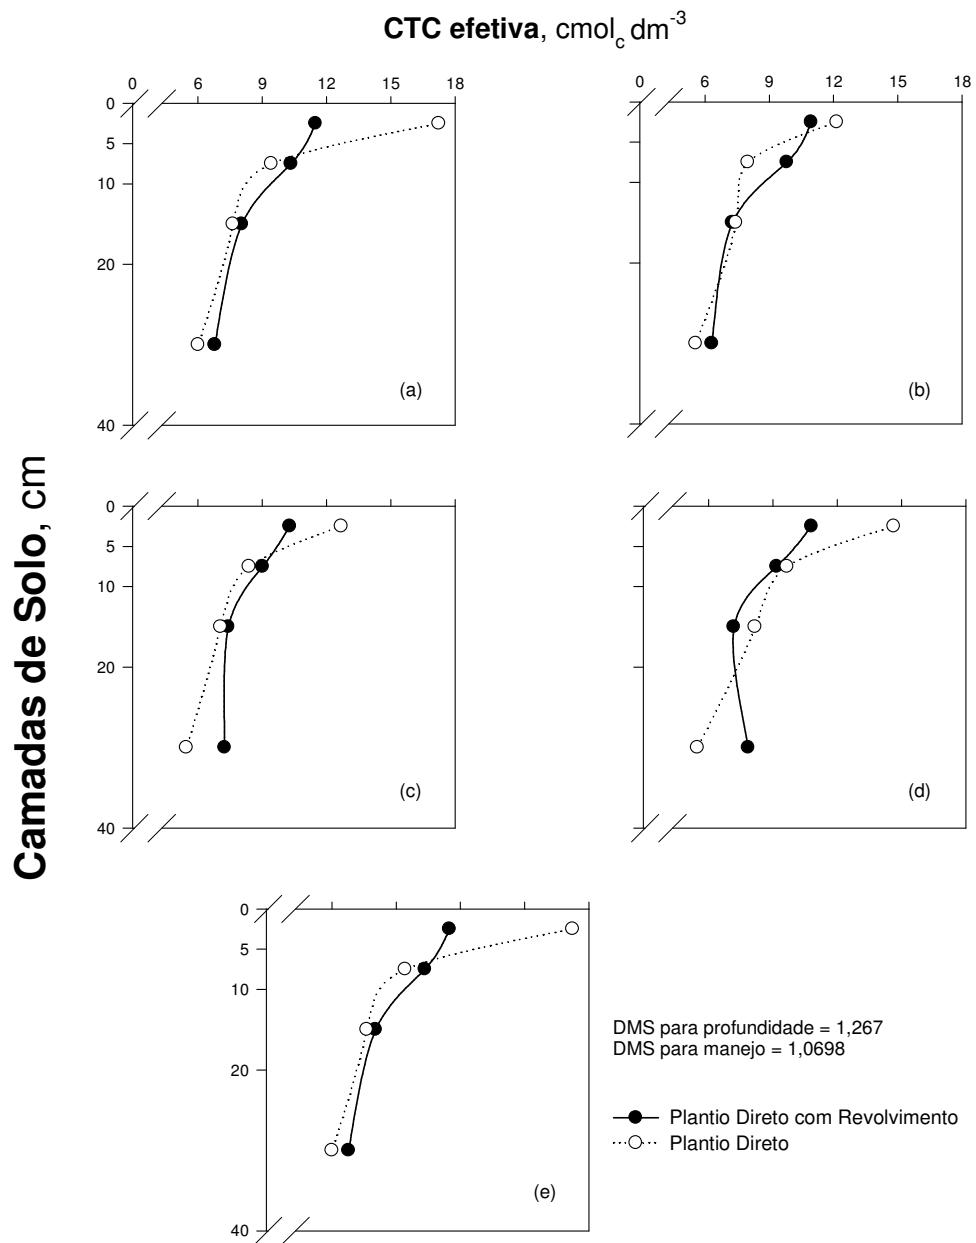 CTC efetiva, cmolc dm-3
0 6 9 12 15 18
0 6 9 12 15 18
0
5
10
20
40
(a)
(b)
Camadas de Solo, cm
0
5
10
20
40
(c)
(d)
0
5
10
20
40
(e)
DMS para profundidade = 1,267
DMS para manejo = 1,0698
Plantio Direto com Revolvimento
Plantio Direto